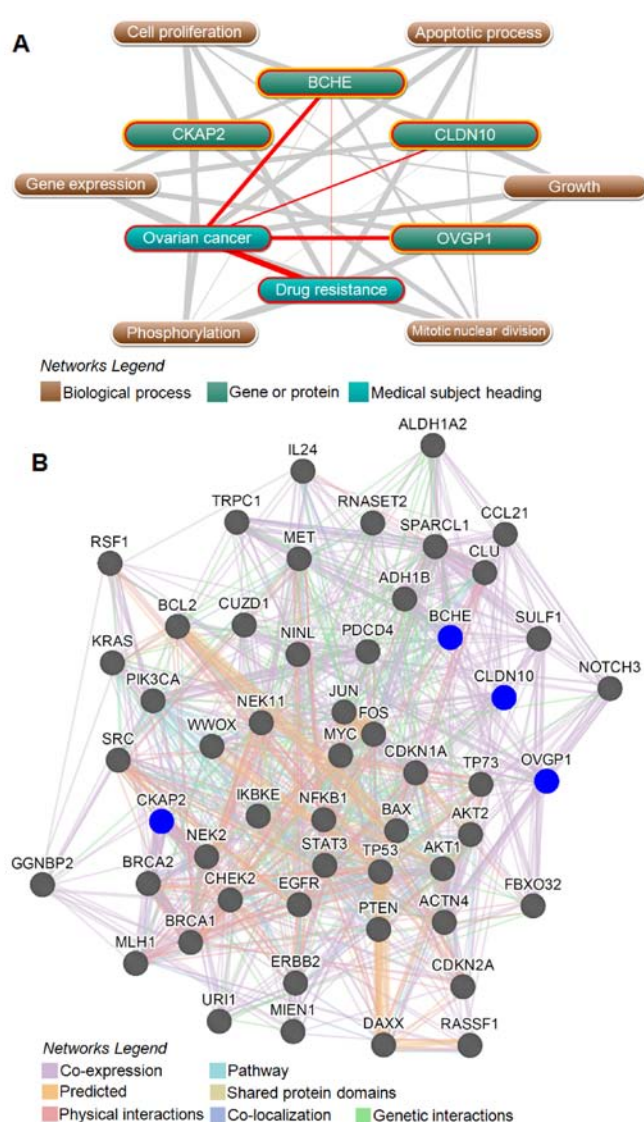 A
Cell proliferation
Apoptotic process
BCHE
CKAP2
CLDN10
Gene expression
Growth
Ovarian cancer
OVGP1
Drug resistance
Phosphorylation
Mitotic nuclear division
Networks Legend
Biological process
Gene or protein
Medical subject heading
B
ALDH1A2
IL24
TRPC1
RNASET2
SPARCL1
CCL21
RSF1
MET
CLU
ADH1B
BCL2
CUZD1
BCHE
SULF1
KRAS
NINL
PDCD4
CLDN10
NOTCH3
PIK3CA
NEK11
JUN
FOS
WWOX
MYC
SRC
CDKN1A
TP73
OVGP1
CKAP2
IKBKE
NFKB1
BAX
AKT2
NEK2
STAT3
TP53
AKT1
GGNBP2
BRCA2
CHEK2
EGFR
FBXO32
PTEN
ACTN4
BRCA1
MLH1
ERBB2
CDKN2A
URI1
MIEN1
DAXX
RASSF1
Networks Legend
Co-expression
Pathway
Predicted
Shared protein domains
Physical interactions
Co-localization
Genetic interactions